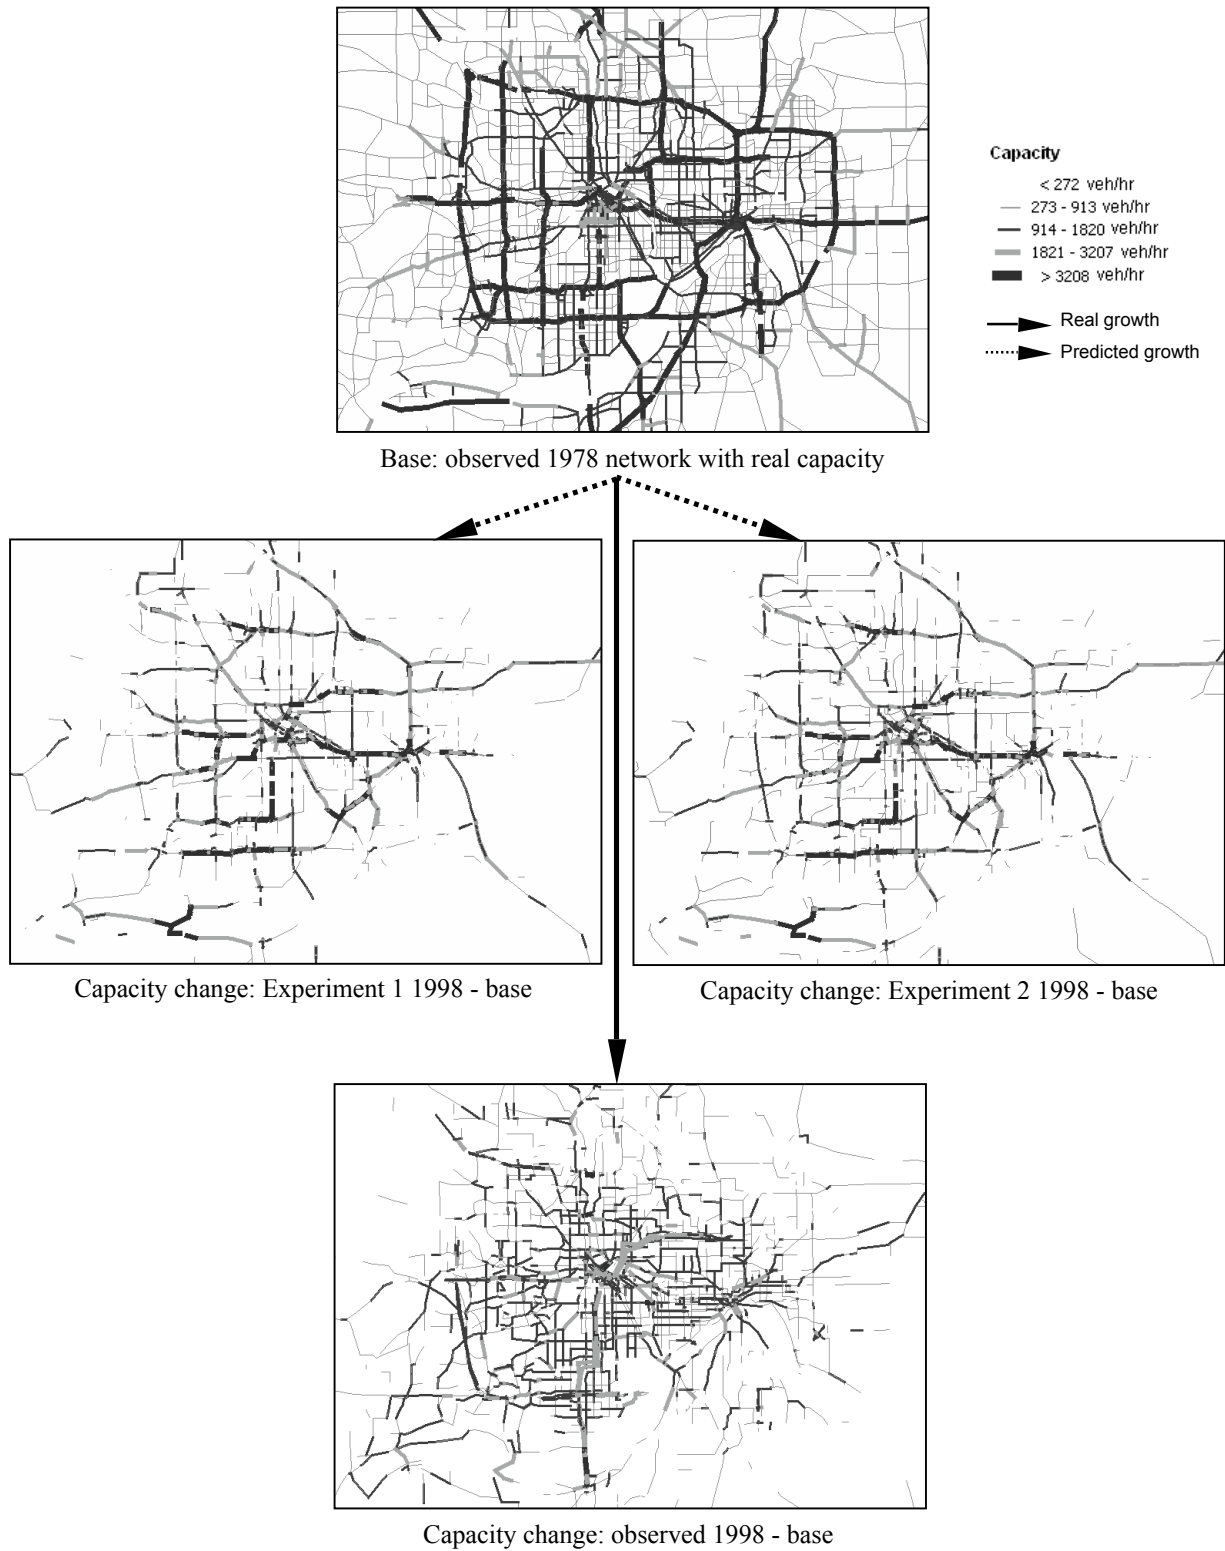 Capacity
< 272 veh/hr
273 - 913 veh/hr
914 - 1820 veh/hr
1821 - 3207 veh/hr
> 3208 veh/hr
Real growth
Predicted growth
Base: observed 1978 network with real capacity
Capacity change: Experiment 1 1998 - base
Capacity change: Experiment 2 1998 - base
Capacity change: observed 1998 - base